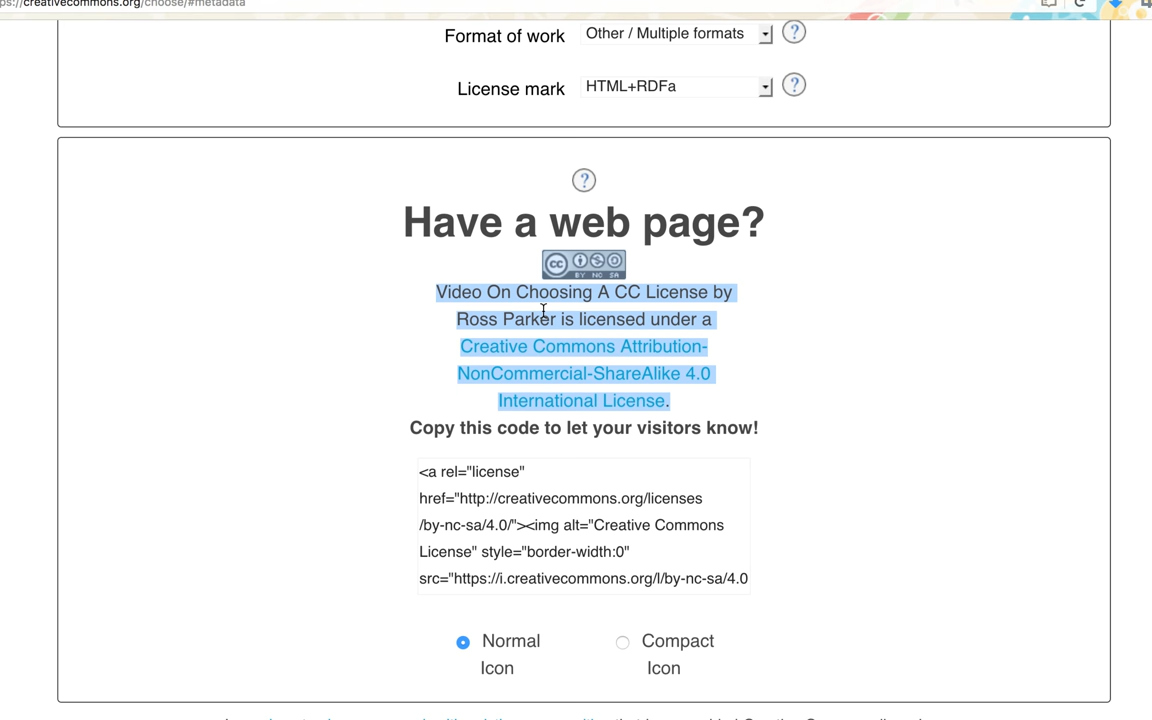 ps://creativecommons.org/choose/#metadata
Format of work Other / Multiple formats ?
License mark HTML+RDFa ?
?
Have a web page?
cc BY NC SA
Video On Choosing A CC License by
Ross Parker is licensed under a
Creative Commons Attribution-
NonCommercial-ShareAlike 4.0
International License.
Copy this code to let your visitors know!
<a rel="license"
href="http://creativecommons.org/licenses
/by-nc-sa/4.0/"><img alt="Creative Commons
License" style="border-width:0"
src="https://i.creativecommons.org/l/by-nc-sa/4.0
Normal Compact
Icon Icon